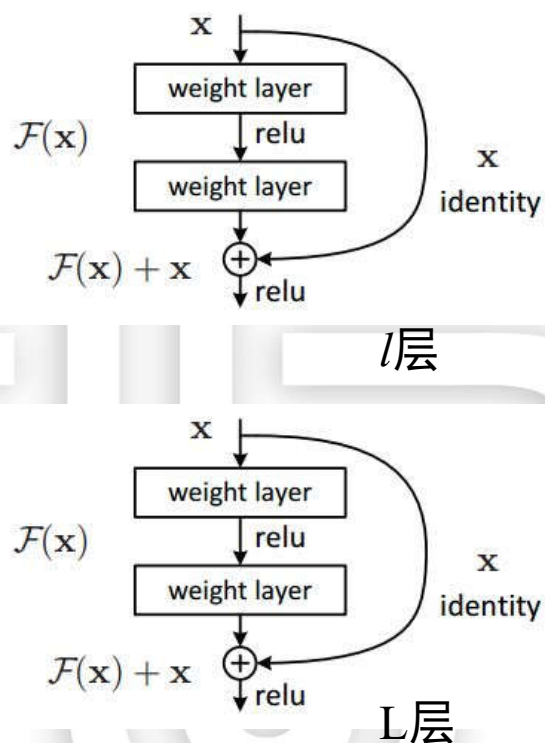 x
weight layer
F(x)
relu
x
weight layer
identity
F(x) + x
relu
l层
x
weight layer
F(x)
relu
x
weight layer
identity
F(x) + x
relu
L层